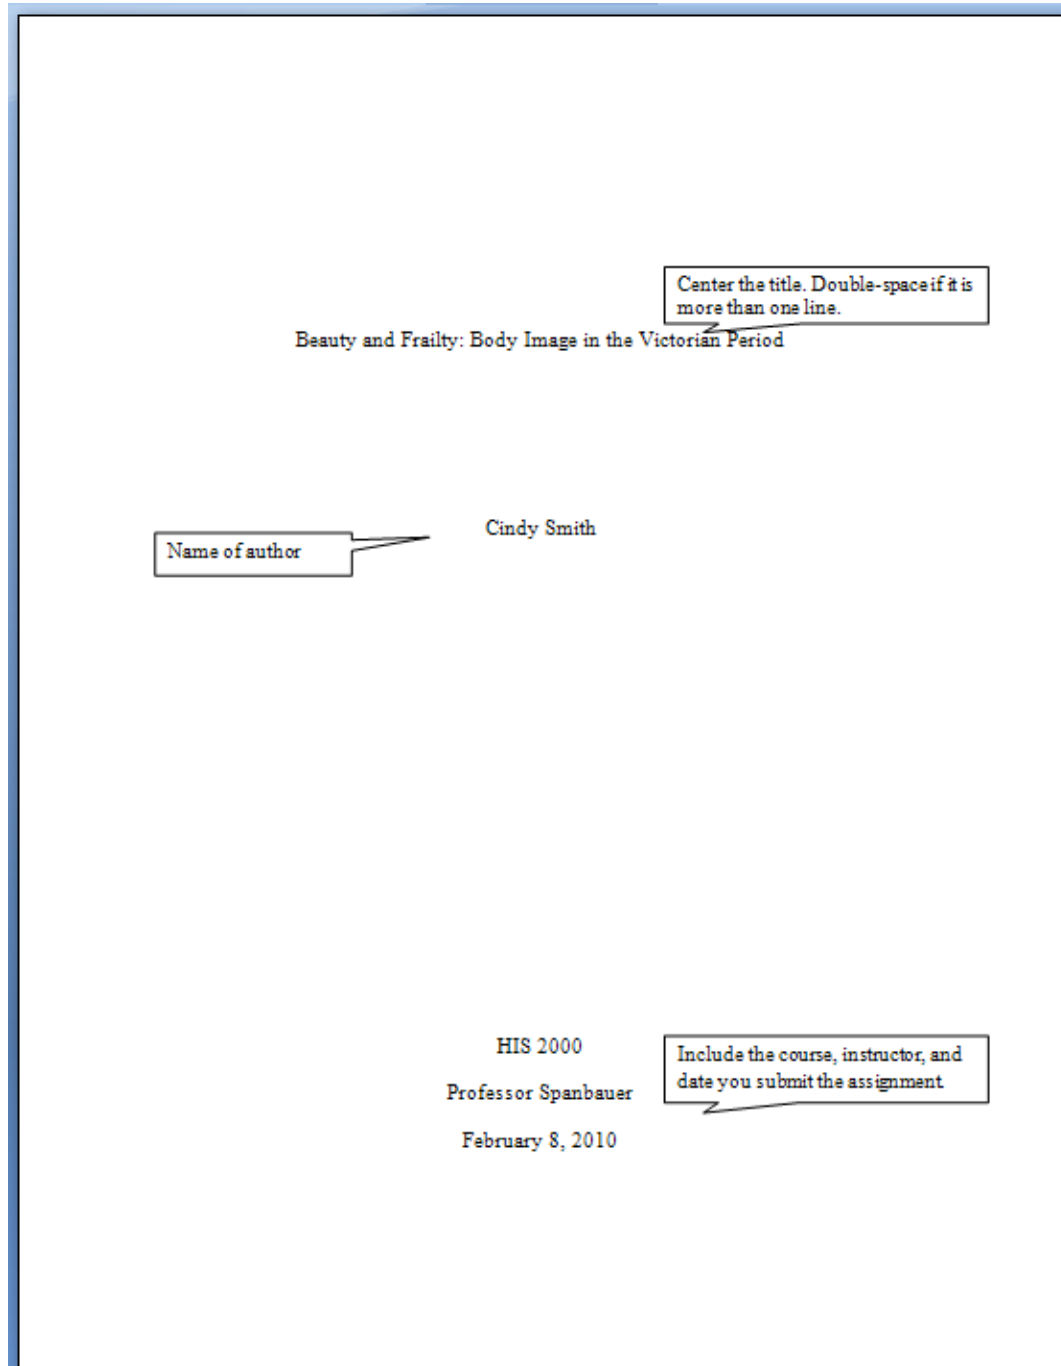 Center the title. Double-space if it is
more than one line.
Beauty and Frailty: Body Image in the Victorian Period
Cindy Smith
Name of author
HIS 2000
Include the course, instructor, and
date you submit the assignment.
Professor Spanbauer
February 8, 2010